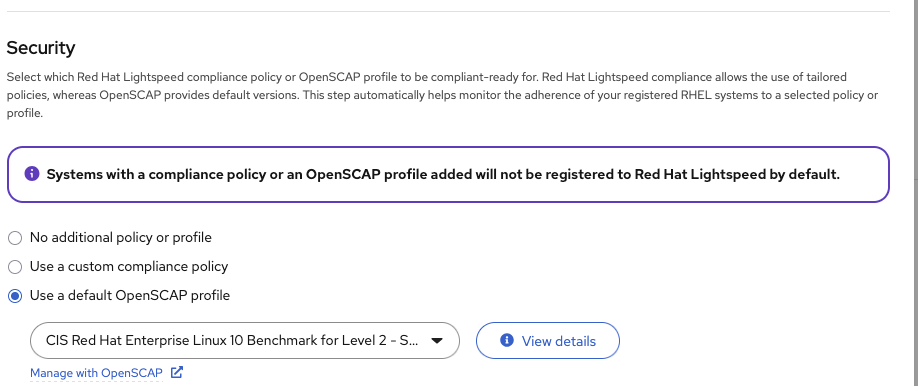 Security
Select which Red Hat Lightspeed compliance policy or OpenSCAP profile to be compliant-ready for. Red Hat Lightspeed compliance allows the use of tailored
policies, whereas OpenSCAP provides default versions. This step automatically helps monitor the adherence of your registered RHEL systems to a selected policy or
profile.
Systems with a compliance policy or an OpenSCAP profile added will not be registered to Red Hat Lightspeed by default.
No additional policy or profile
Use a custom compliance policy
Use a default OpenSCAP profile
CIS Red Hat Enterprise Linux 10 Benchmark for Level 2 - S...
View details
Manage with OpenSCAP